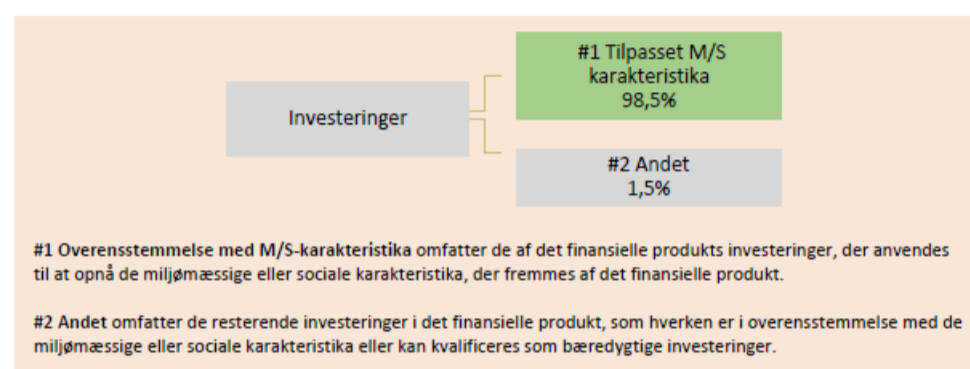 #1 Tilpasset M/S
karakteristika
98,5%
Investeringer
#2 Andet
1,5%
#1 Overensstemmelse med M/S-karakteristika omfatter de af det finansielle produkts investeringer, der anvendes
til at opnå de miljømæssige eller sociale karakteristika, der fremmes af det finansielle produkt.
#2 Andet omfatter de resterende investeringer i det finansielle produkt, som hverken er i overensstemmelse med de
miljømæssige eller sociale karakteristika eller kan kvalificeres som bæredygtige investeringer.